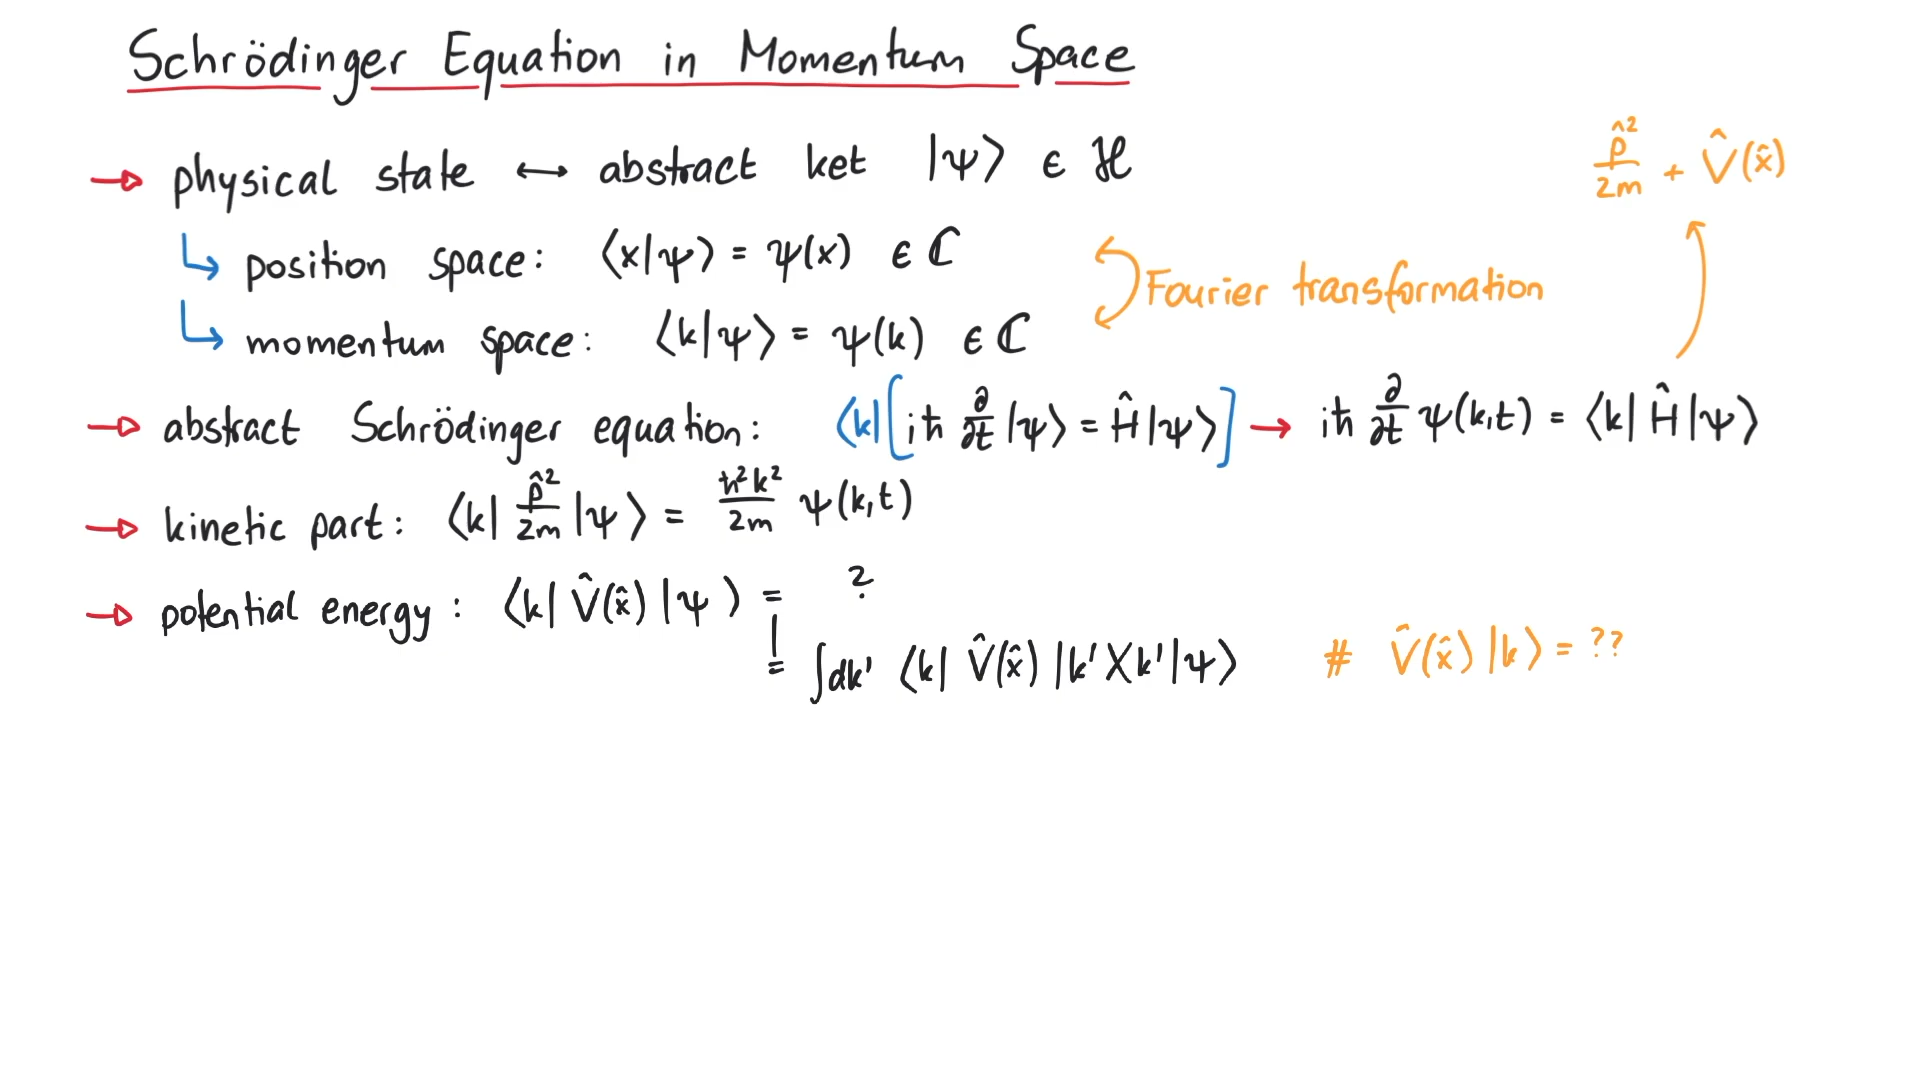 Schrödinger Equation in Momentum Space
→ physical state ↔ abstract ket |ψ⟩ ∈ ℋ
p̂²/2m + V̂(x̂)
↳ position space: ⟨x|ψ⟩ = ψ(x) ∈ ℂ
Fourier transformation
↳ momentum space: ⟨k|ψ⟩ = ψ(k) ∈ ℂ
→ abstract Schrödinger equation: ⟨k|[iħ ∂/∂t |ψ⟩ = Ĥ|ψ⟩] → iħ ∂/∂t ψ(k,t) = ⟨k|Ĥ|ψ⟩
→ kinetic part: ⟨k| p̂²/2m |ψ⟩ = ħ²k²/2m ψ(k,t)
→ potential energy: ⟨k| V̂(x̂) |ψ⟩ = ?
= ∫dk' ⟨k| V̂(x̂) |k'⟩⟨k'|ψ⟩ # V̂(x̂) |k⟩ = ??